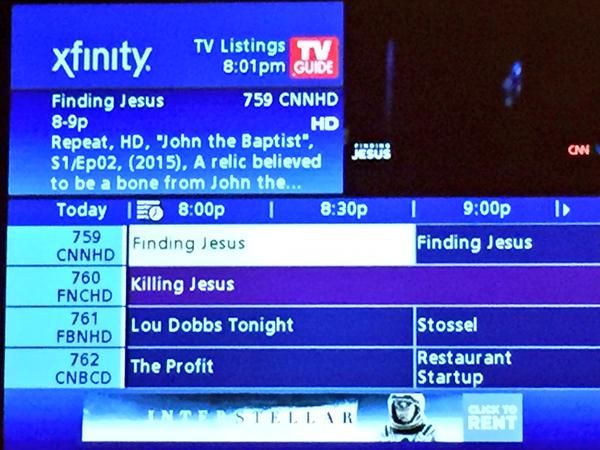 xfinity.
TV Listings
8:01pm
TV
GUIDE
Finding Jesus 759 CNNHD
8-9p HD
Repeat, HD, "John the Baptist",
S1/Ep02, (2015), A relic believed
to be a bone from John the...
FINDING
JESUS
CNN
Today 8:00p 8:30p 9:00p
759
CNNHD
Finding Jesus Finding Jesus
760
FNCHD
Killing Jesus
761
FBNHD
Lou Dobbs Tonight Stossel
762
CNBCD
The Profit Restaurant
Startup
INTERSTELLAR
CLICK TO
RENT